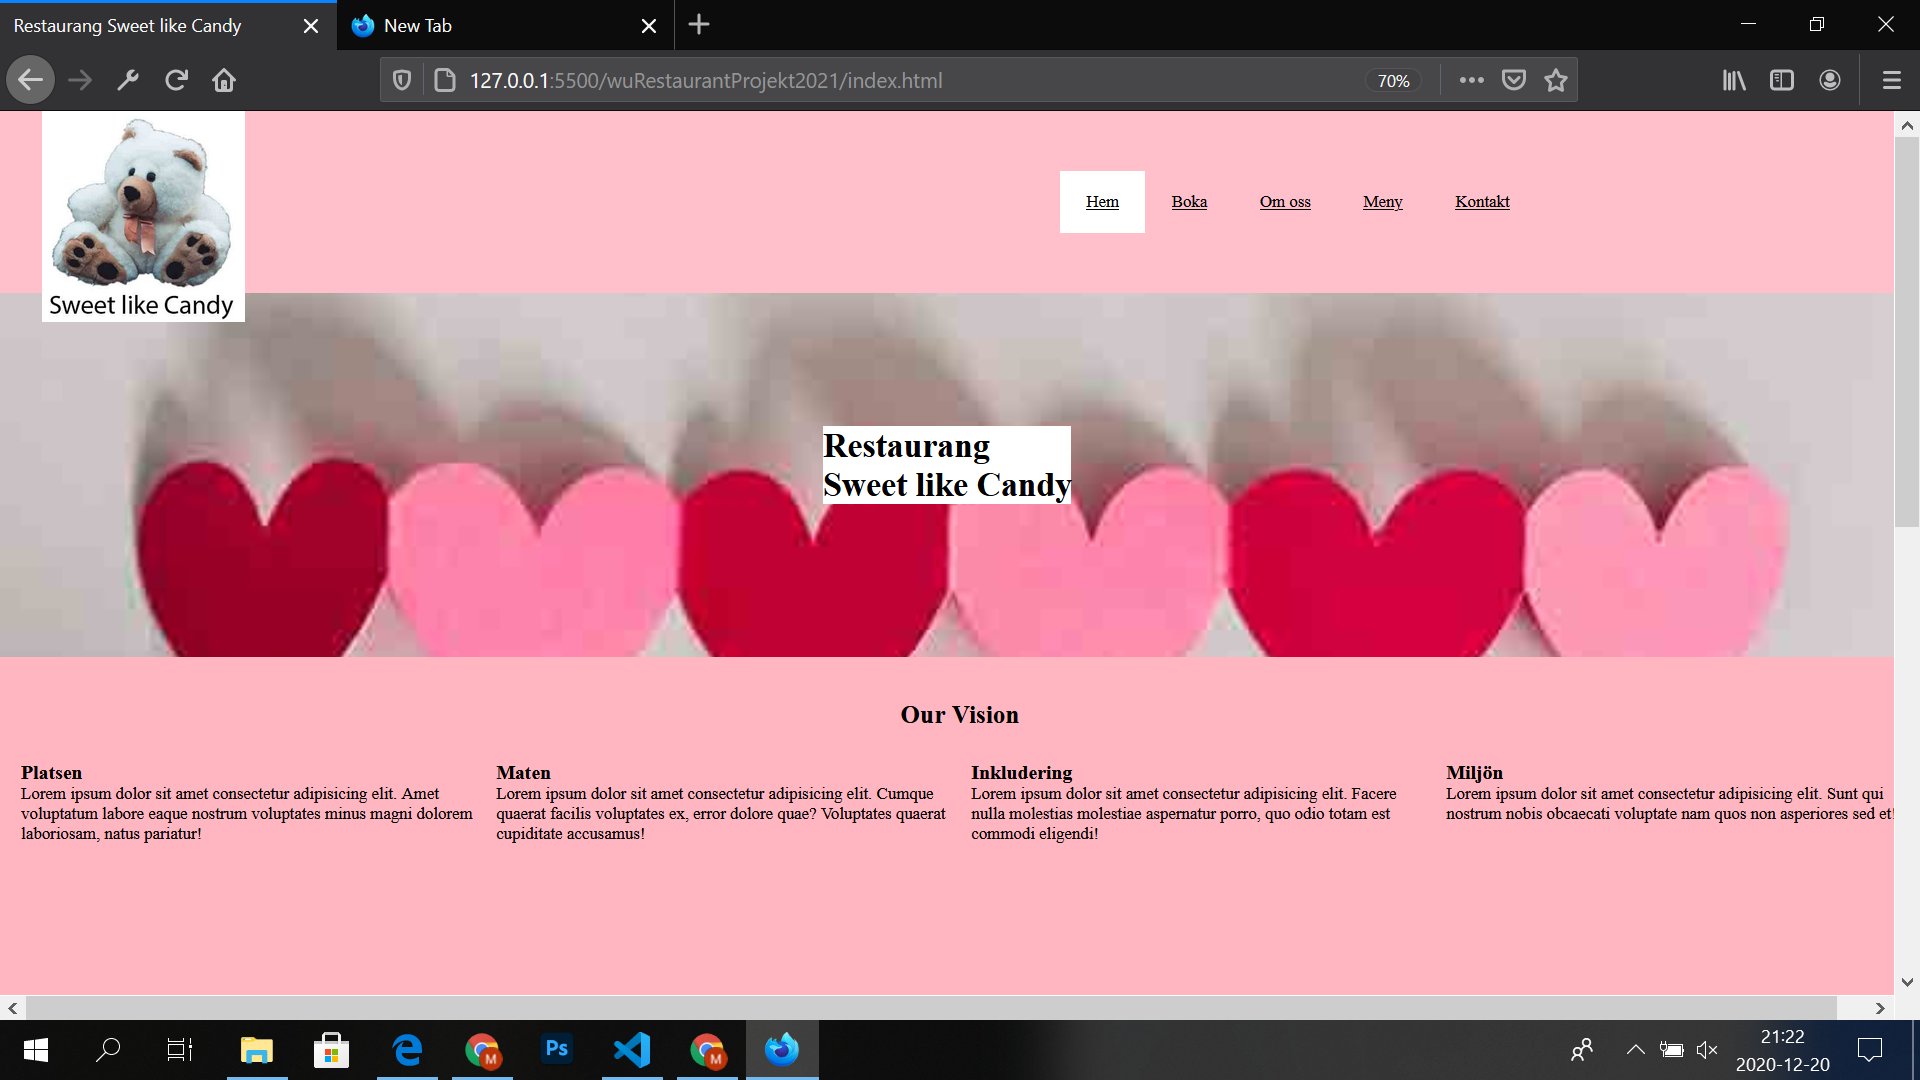 Restaurang Sweet like Candy
New Tab
127.0.0.1:5500/wuRestaurantProjekt2021/index.html
70%
Sweet like Candy
Hem Boka Om oss Meny Kontakt
Restaurang
Sweet like Candy
Our Vision
Platsen
Lorem ipsum dolor sit amet consectetur adipisicing elit. Amet
voluptatum labore eaque nostrum voluptates minus magni dolorem
laboriosam, natus pariatur!
Maten
Lorem ipsum dolor sit amet consectetur adipisicing elit. Cumque
quaerat facilis voluptates ex, error dolore quae? Voluptates quaerat
cupiditate accusamus!
Inkludering
Lorem ipsum dolor sit amet consectetur adipisicing elit. Facere
nulla molestias molestiae aspernatur porro, quo odio totam est
commodi eligendi!
Miljön
Lorem ipsum dolor sit amet consectetur adipisicing elit. Sunt qui
nostrum nobis obcaecati voluptate nam quos non asperiores sed et!
M
Ps
M
21:22
2020-12-20